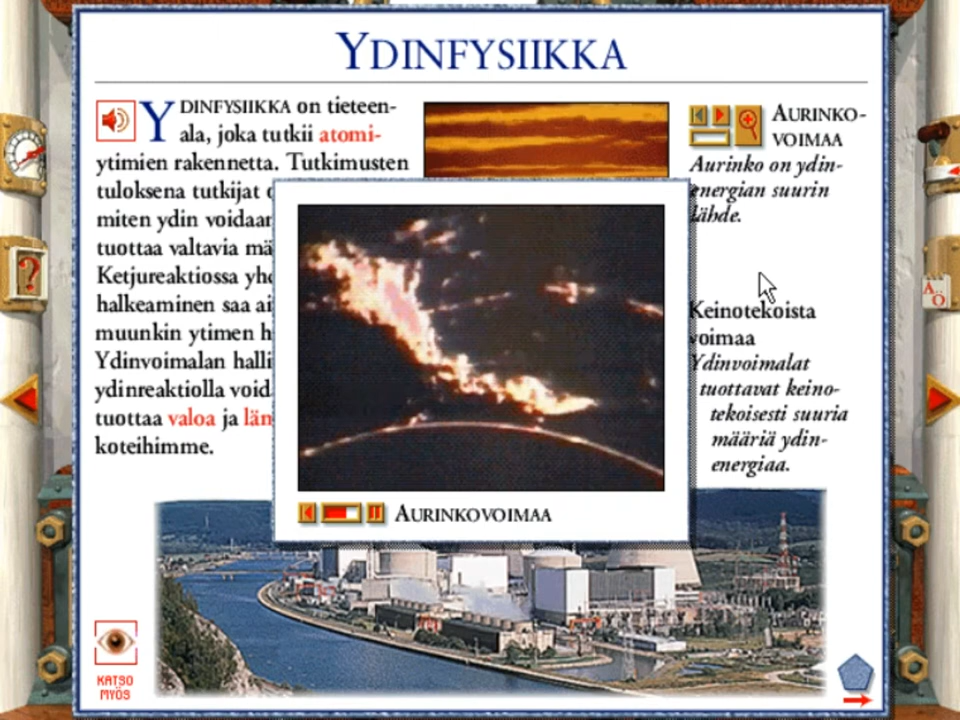 YDINFYSIIKKA
YDINFYSIIKKA on tieteen-
ala, joka tutkii atomi-
ytimien rakennetta. Tutkimusten
tuloksena tutkijat
miten ydin voidaan
tuottaa valtavia
Ketjureaktiossa
halkeaminen saa
muunkin ytimen
Ydinvoimalan
ydinreaktiolla
tuottaa valoa ja
koteihimme.
AURINKO-
VOIMAA
Aurinko on ydin-
energian suurin
lähde.
Keinotekoista
voimaa
Ydinvoimalat
tuottavat keino-
tekoisesti suuria
määriä ydin-
energiaa.
AURINKOVOIMAA
KATSO
MYÖS
?
A...
Ö